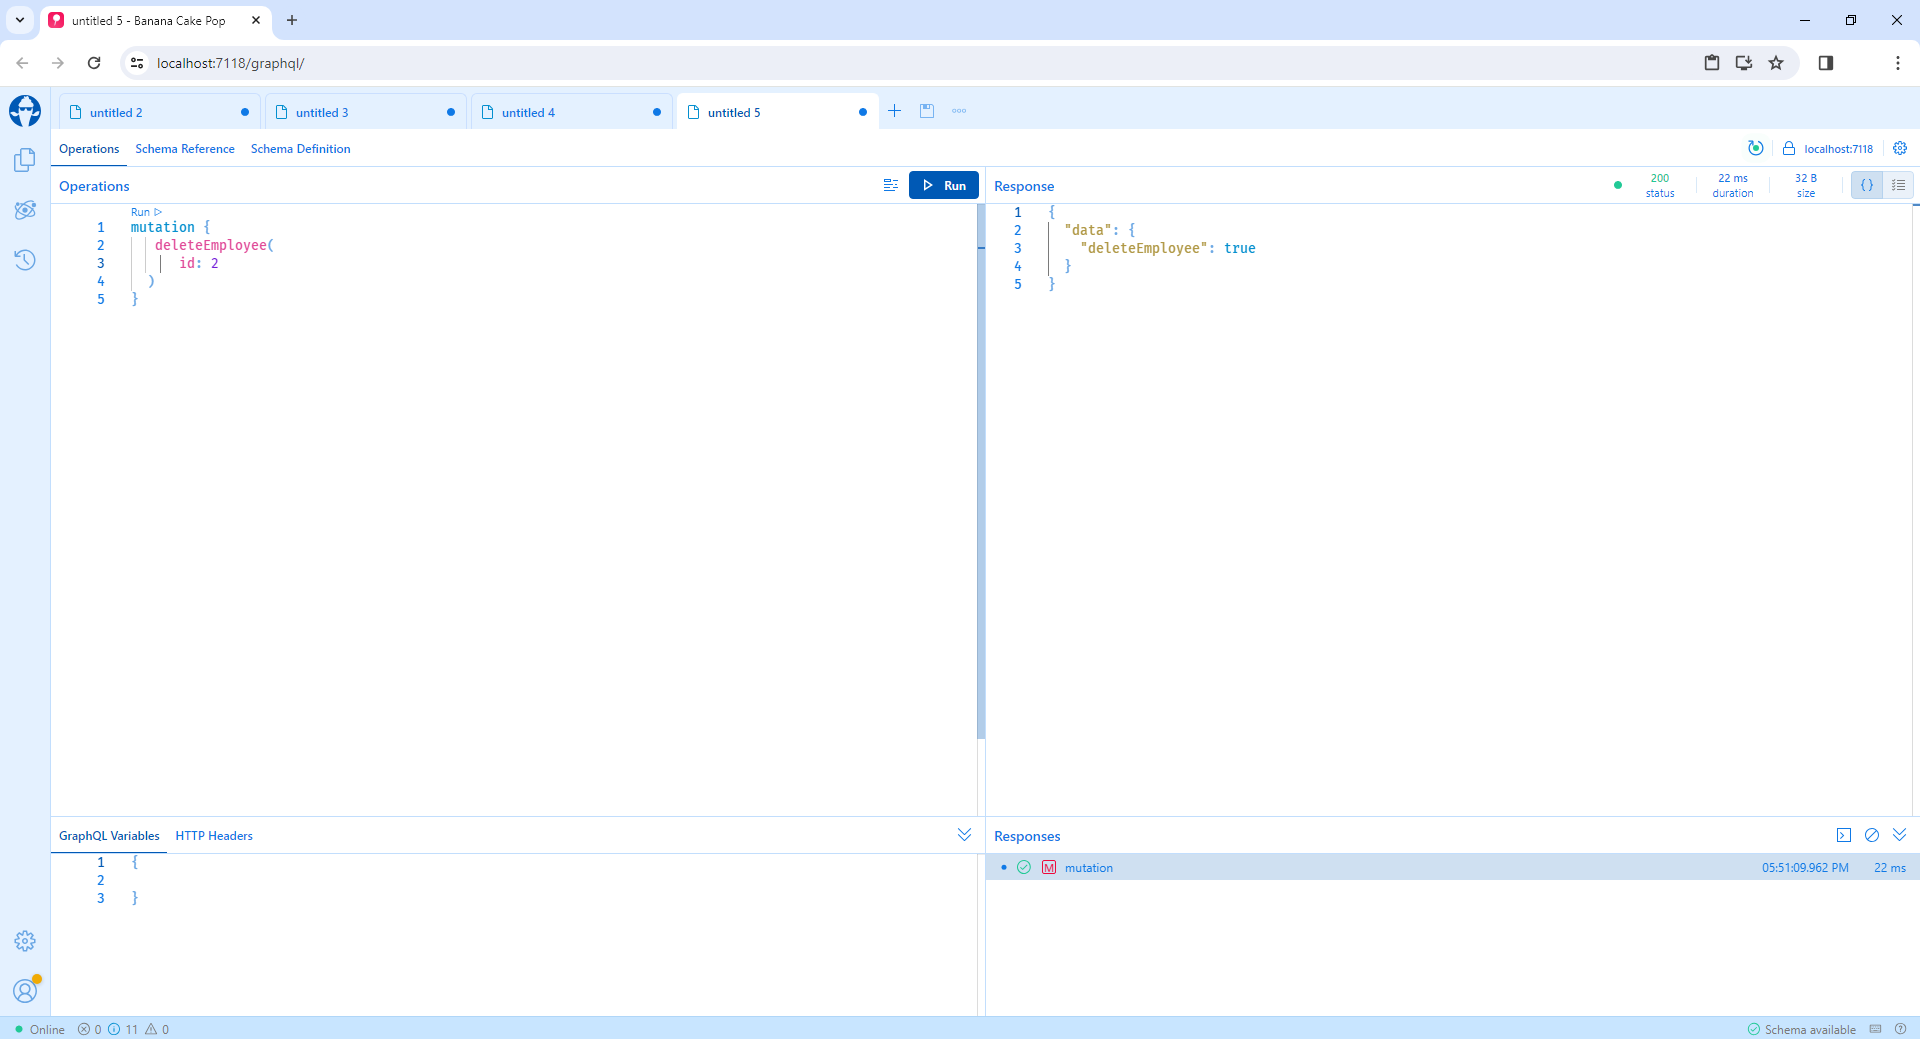 untitled 5 - Banana Cake Pop
localhost:7118/graphql/
untitled 2
untitled 3
untitled 4
untitled 5
Operations
Schema Reference
Schema Definition
localhost:7118
Operations
Run
Response
200
status
22 ms
duration
32 B
size
{ }
Run
1 mutation {
2 deleteEmployee(
3 id: 2
4 )
5 }
1 {
2 "data": {
3 "deleteEmployee": true
4 }
5 }
GraphQL Variables
HTTP Headers
1 {
2
3 }
Responses
M mutation 05:51:09.962 PM 22 ms
Online 0 11 0
Schema available